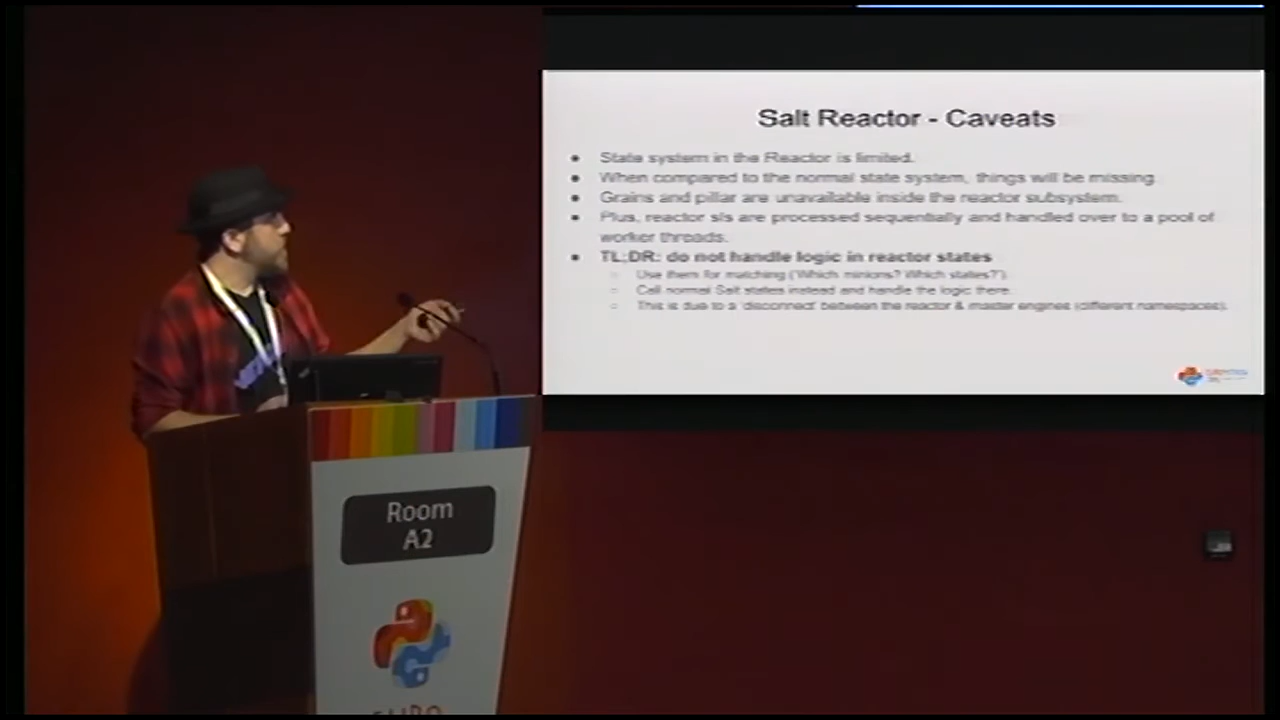 Salt Reactor - Caveats
● State system in the Reactor is limited.
● When compared to the normal state system, things will be missing.
● Grains and pillar are unavailable inside the reactor subsystem.
● Plus, reactor sls are processed sequentially and handled over to a pool of
worker threads.
● TL;DR: do not handle logic in reactor states
○ Use them for matching ('Which minions? Which states?').
○ Call normal Salt states instead and handle the logic there.
○ This is due to a 'disconnect' between the reactor & master engines (different namespaces).
Room
A2
EURO